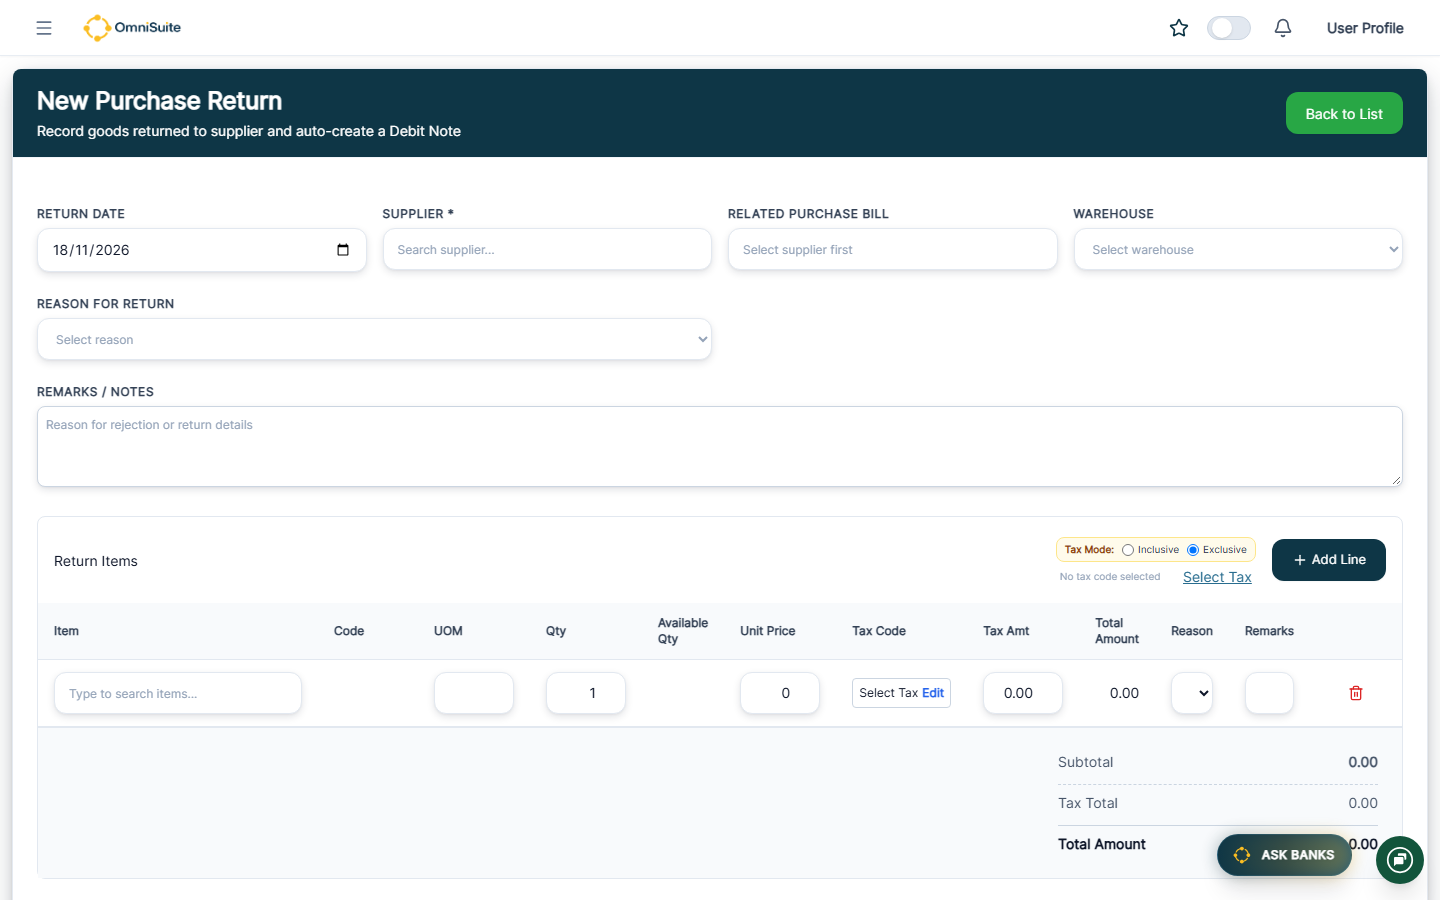 OmniSuite
User Profile
New Purchase Return
Record goods returned to supplier and auto-create a Debit Note
Back to List
RETURN DATE
SUPPLIER *
RELATED PURCHASE BILL
WAREHOUSE
18/11/2026
Search supplier...
Select supplier first
Select warehouse
REASON FOR RETURN
Select reason
REMARKS / NOTES
Reason for rejection or return details
Return Items
Tax Mode: Inclusive Exclusive
No tax code selected
Select Tax
+ Add Line
Item
Code
UOM
Qty
Available Qty
Unit Price
Tax Code
Tax Amt
Total Amount
Reason
Remarks
Type to search items...
1
0
Select Tax Edit
0.00
0.00
Subtotal 0.00
Tax Total 0.00
Total Amount 0.00
ASK BANKS